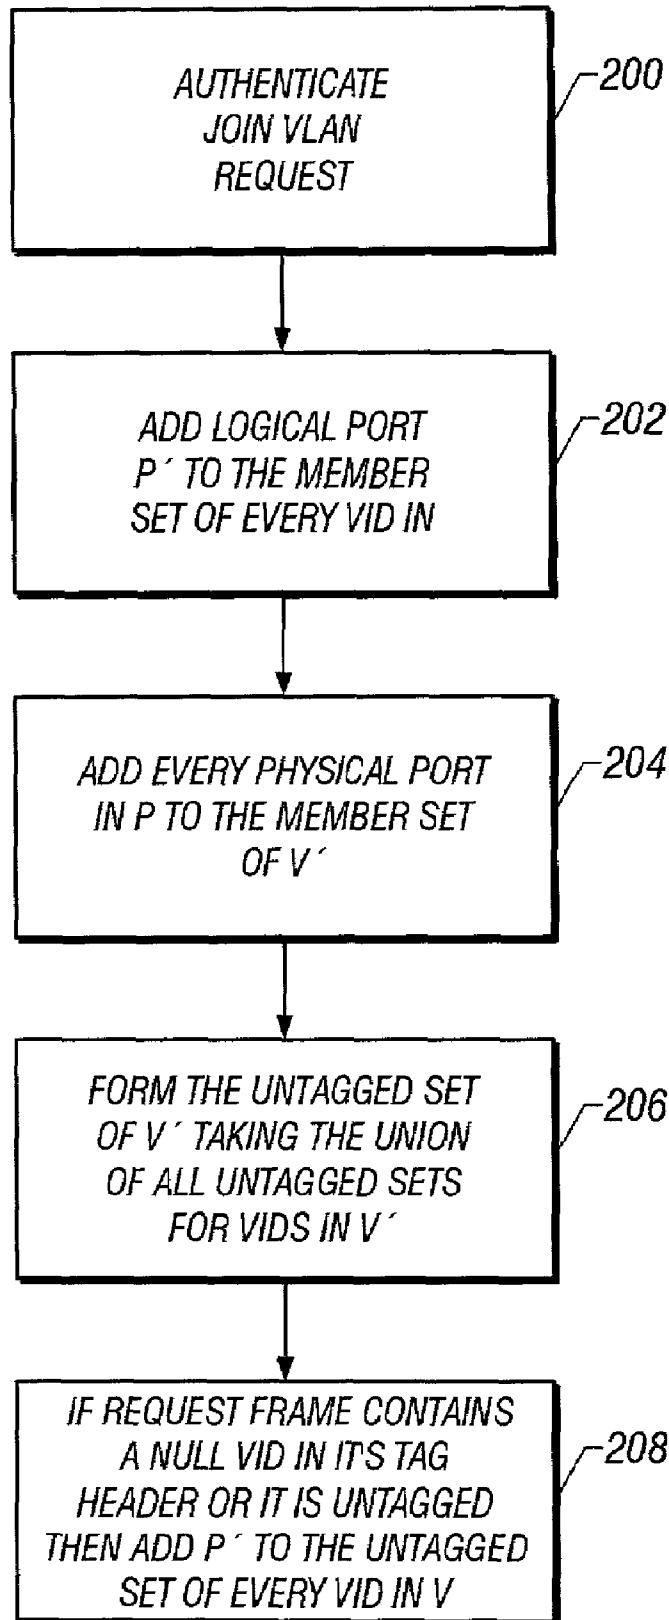 AUTHENTICATE
JOIN VLAN
REQUEST
200
ADD LOGICAL PORT
P´ TO THE MEMBER
SET OF EVERY VID IN
202
ADD EVERY PHYSICAL PORT
IN P TO THE MEMBER SET
OF V´
204
FORM THE UNTAGGED SET
OF V´ TAKING THE UNION
OF ALL UNTAGGED SETS
FOR VIDS IN V´
206
IF REQUEST FRAME CONTAINS
A NULL VID IN IT'S TAG
HEADER OR IT IS UNTAGGED
THEN ADD P´ TO THE UNTAGGED
SET OF EVERY VID IN V
208